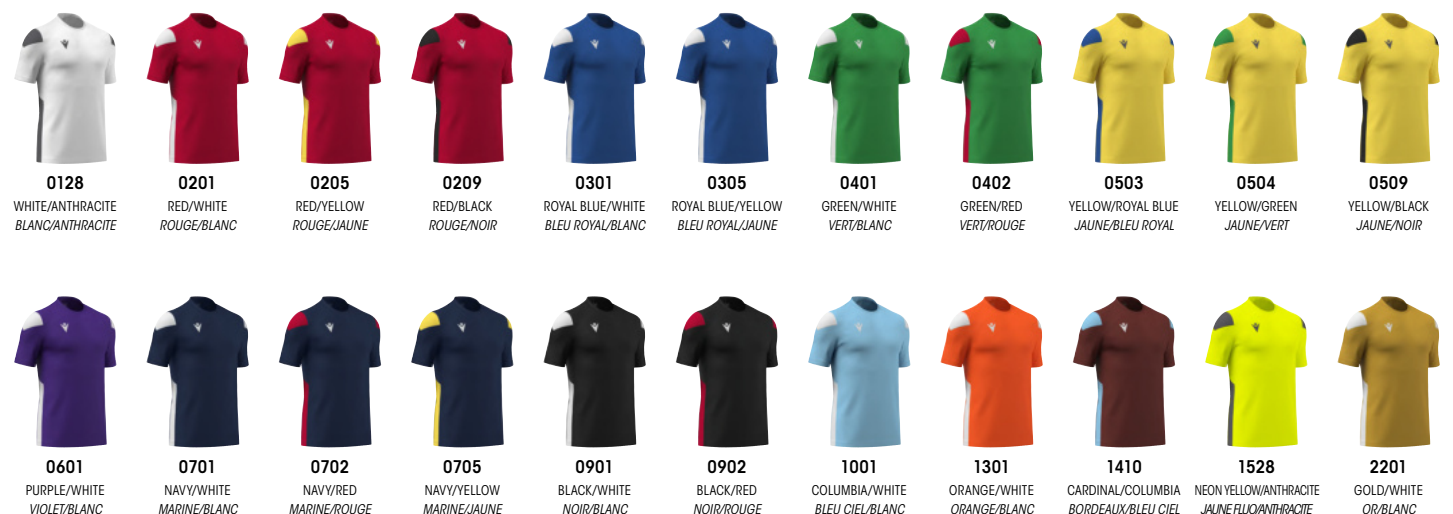 0128 0201 0205 0209 0301 0305 0401 0402 0503 0504 0509
WHITE/ANTHRACITE RED/WHITE RED/YELLOW RED/BLACK ROYAL BLUE/WHITE ROYAL BLUE/YELLOW GREEN/WHITE GREEN/RED YELLOW/ROYAL BLUE YELLOW/GREEN YELLOW/BLACK
BLANC/ANTHRACITE ROUGE/BLANC ROUGE/JAUNE ROUGE/NOIR BLEU ROYAL/BLANC BLEU ROYAL/JAUNE VERT/BLANC VERT/ROUGE JAUNE/BLEU ROYAL JAUNE/VERT JAUNE/NOIR
0601 0701 0702 0705 0901 0902 1001 1301 1410 1528 2201
PURPLE/WHITE NAVY/WHITE NAVY/RED NAVY/YELLOW BLACK/WHITE BLACK/RED COLUMBIA/WHITE ORANGE/WHITE CARDINAL/COLUMBIA NEON YELLOW/ANTHRACITE GOLD/WHITE
VIOLET/BLANC MARINE/BLANC MARINE/ROUGE MARINE/JAUNE NOIR/BLANC NOIR/ROUGE BLEU CIEL/BLANC ORANGE/BLANC BORDEAUX/BLEU CIEL JAUNE FLUO/ANTHRACITE OR/BLANC